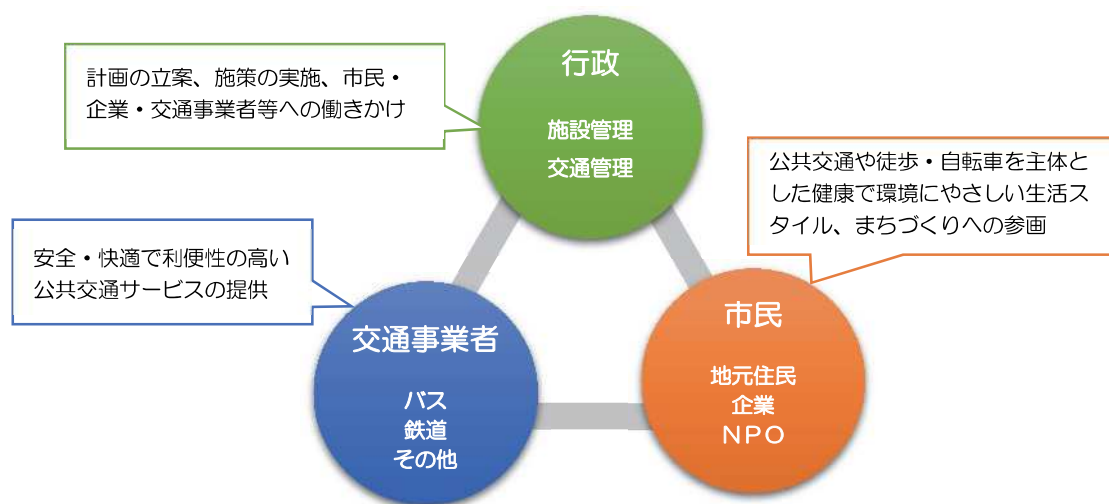 行政
施設管理
交通管理
計画の立案、施策の実施、市民・
企業・交通事業者等への働きかけ
公共交通や徒歩・自転車を主体と
した健康で環境にやさしい生活ス
タイル、まちづくりへの参画
安全・快適で利便性の高い
公共交通サービスの提供
交通事業者
バス
鉄道
その他
市民
地元住民
企業
ＮＰＯ